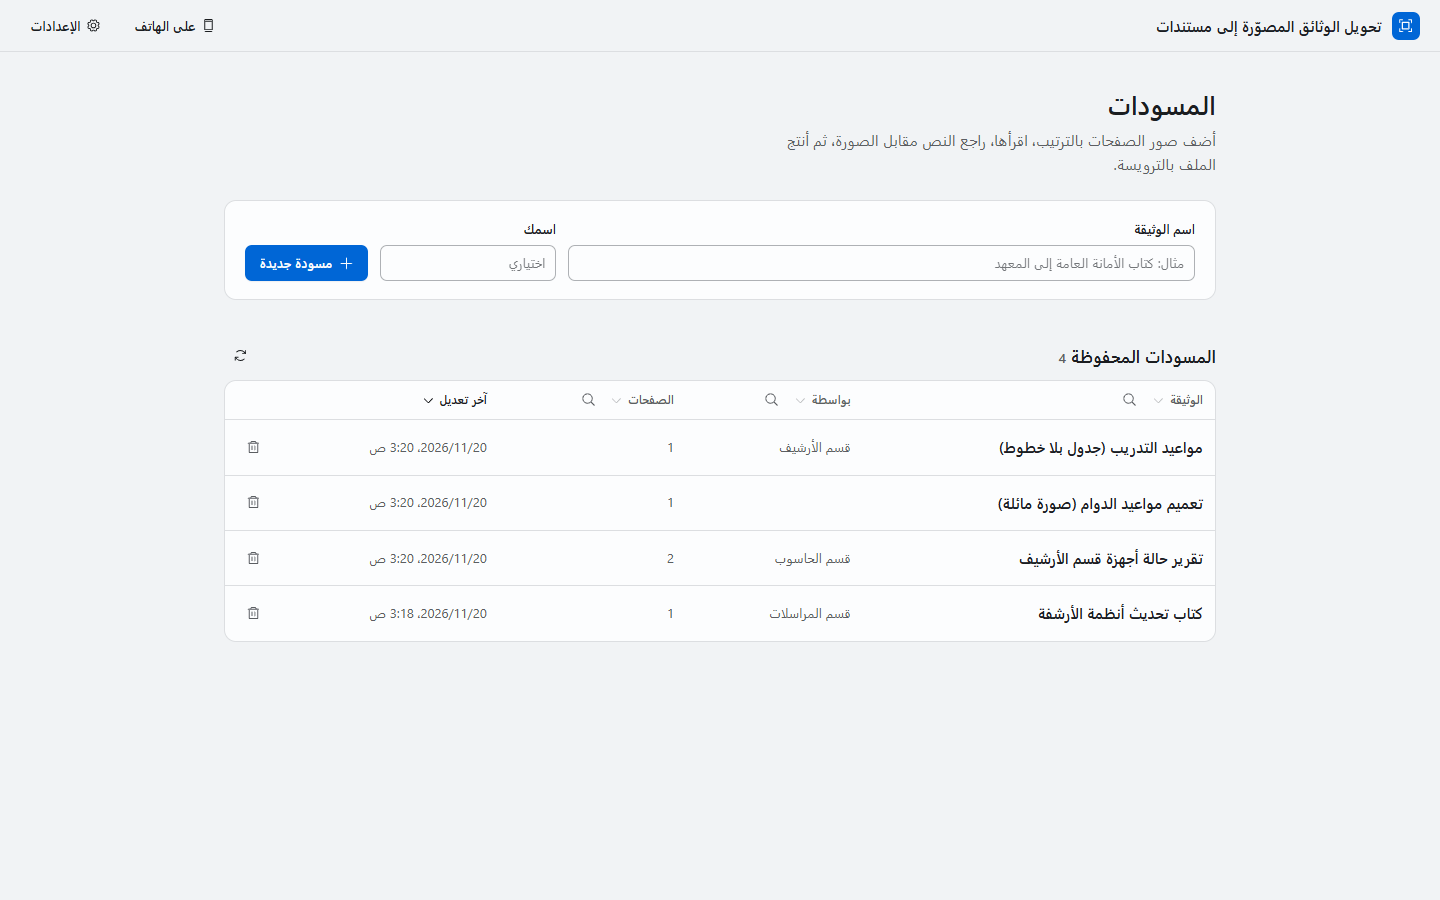 تحويل الوثائق المصوّرة إلى مستندات
على الهاتف
الإعدادات
المسودات
أضف صور الصفحات بالترتيب، اقرأها، راجع النص مقابل الصورة، ثم أنتج
الملف بالترويسة.
اسم الوثيقة
اسمك
مثال: كتاب الأمانة العامة إلى المعهد
اختياري
مسودة جديدة
المسودات المحفوظة 4
الوثيقة بواسطة الصفحات آخر تعديل
مواعيد التدريب (جدول بلا خطوط) قسم الأرشيف 1 2026/11/20، 3:20 ص
تعميم مواعيد الدوام (صورة مائلة) 1 2026/11/20، 3:20 ص
تقرير حالة أجهزة قسم الأرشيف قسم الحاسوب 2 2026/11/20، 3:20 ص
كتاب تحديث أنظمة الأرشفة قسم المراسلات 1 2026/11/20، 3:18 ص